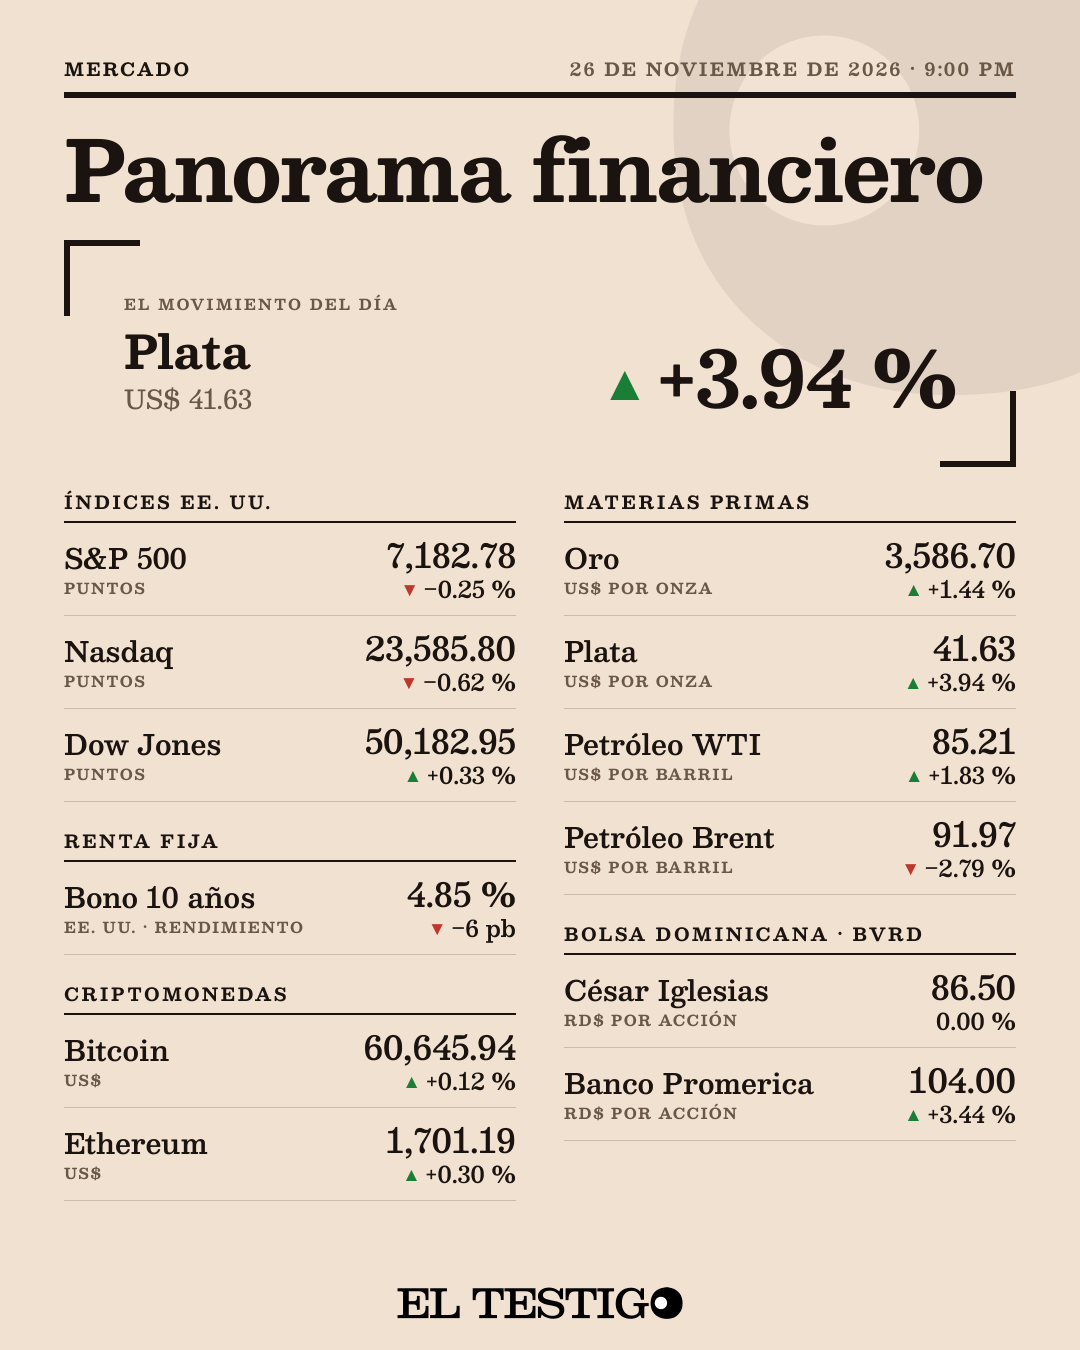 MERCADO
26 DE NOVIEMBRE DE 2026 · 9:00 PM
Panorama financiero
EL MOVIMIENTO DEL DÍA
Plata
US$ 41.63
▲ +3.94 %
ÍNDICES EE. UU.
S&P 500 7,182.78
PUNTOS ▼ −0.25 %
Nasdaq 23,585.80
PUNTOS ▼ −0.62 %
Dow Jones 50,182.95
PUNTOS ▲ +0.33 %
RENTA FIJA
Bono 10 años 4.85 %
EE. UU. · RENDIMIENTO ▼ −6 pb
CRIPTOMONEDAS
Bitcoin 60,645.94
US$ ▲ +0.12 %
Ethereum 1,701.19
US$ ▲ +0.30 %
MATERIAS PRIMAS
Oro 3,586.70
US$ POR ONZA ▲ +1.44 %
Plata 41.63
US$ POR ONZA ▲ +3.94 %
Petróleo WTI 85.21
US$ POR BARRIL ▲ +1.83 %
Petróleo Brent 91.97
US$ POR BARRIL ▼ −2.79 %
BOLSA DOMINICANA · BVRD
César Iglesias 86.50
RD$ POR ACCIÓN 0.00 %
Banco Promerica 104.00
RD$ POR ACCIÓN ▲ +3.44 %
EL TESTIGO